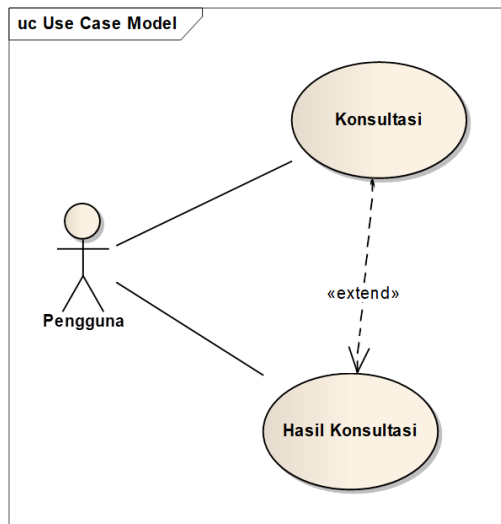 uc Use Case Model
Konsultasi
«extend»
Pengguna
Hasil Konsultasi